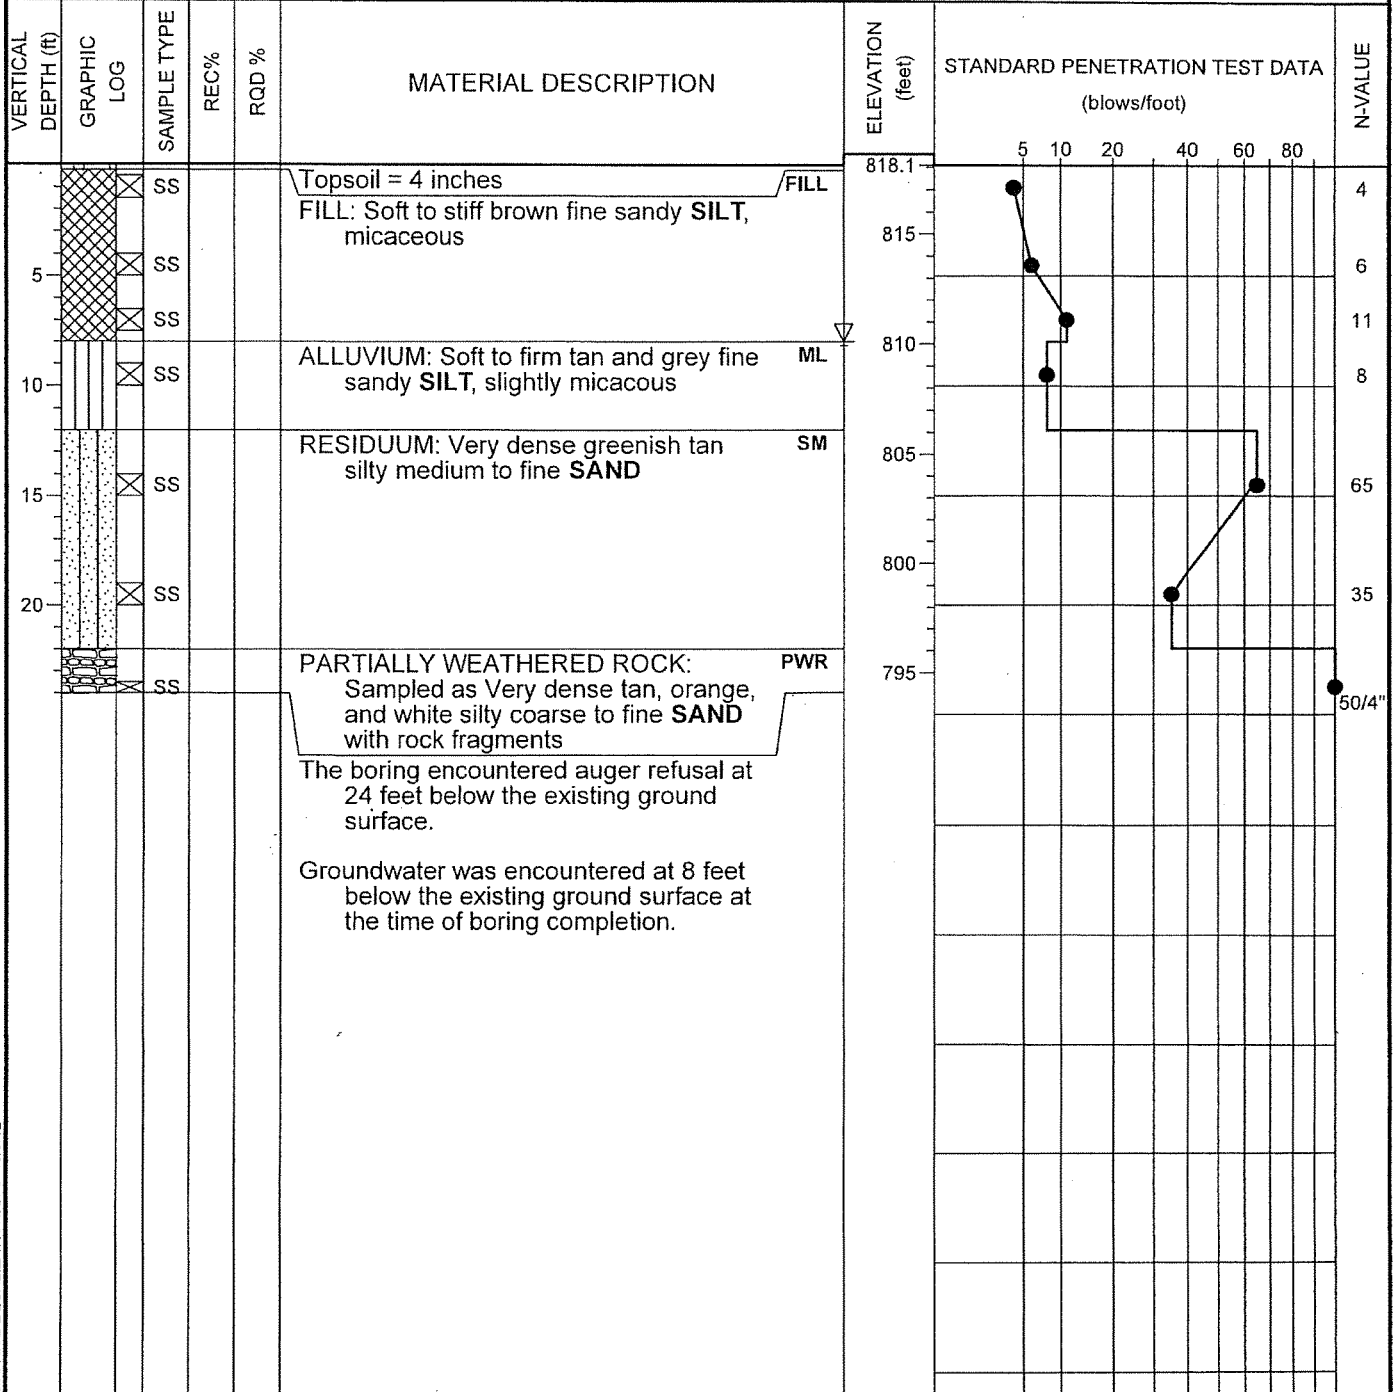 VERTICAL
DEPTH (ft)
GRAPHIC
LOG
SAMPLE TYPE
REC%
RQD %
MATERIAL DESCRIPTION
ELEVATION
(feet)
STANDARD PENETRATION TEST DATA
(blows/foot)
N-VALUE
5 10 20 40 60 80
818.1
Topsoil = 4 inches
FILL
SS
4
FILL: Soft to stiff brown fine sandy SILT,
micaceous
815
5
SS
6
SS
11
810
ALLUVIUM: Soft to firm tan and grey fine
sandy SILT, slightly micacous
ML
10
SS
8
RESIDUUM: Very dense greenish tan
silty medium to fine SAND
SM
805
15
SS
65
800
20
SS
35
PARTIALLY WEATHERED ROCK:
Sampled as Very dense tan, orange,
and white silty coarse to fine SAND
with rock fragments
PWR
795
SS
50/4"
The boring encountered auger refusal at
24 feet below the existing ground
surface.
Groundwater was encountered at 8 feet
below the existing ground surface at
the time of boring completion.